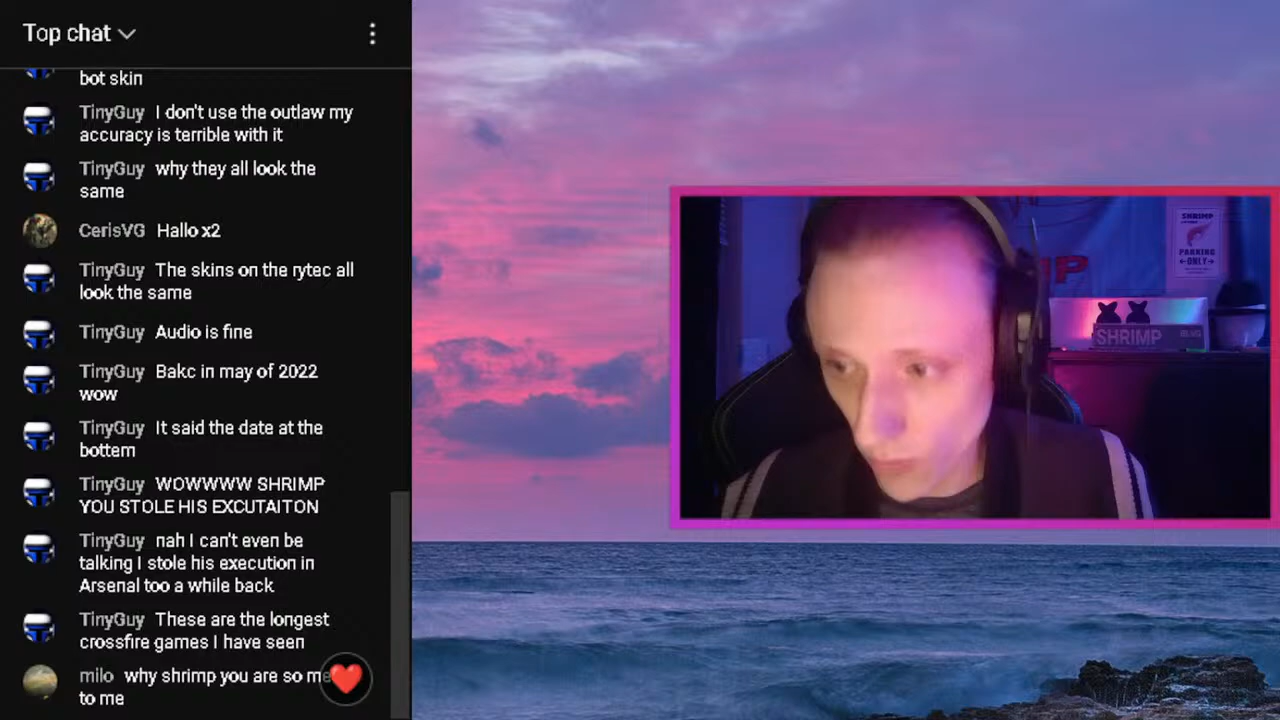 Top chat
bot skin
TinyGuy I don't use the outlaw my
accuracy is terrible with it
TinyGuy why they all look the
same
CerisVG Hallo x2
TinyGuy The skins on the rytec all
look the same
TinyGuy Audio is fine
TinyGuy Bakc in may of 2022
wow
TinyGuy It said the date at the
bottem
TinyGuy WOWWWW SHRIMP
YOU STOLE HIS EXCUTAITON
TinyGuy nah I can't even be
talking I stole his execution in
Arsenal too a while back
TinyGuy These are the longest
crossfire games I have seen
milo why shrimp you are so
to me
SHRIMP
PARKING
ONLY
SHRIMP